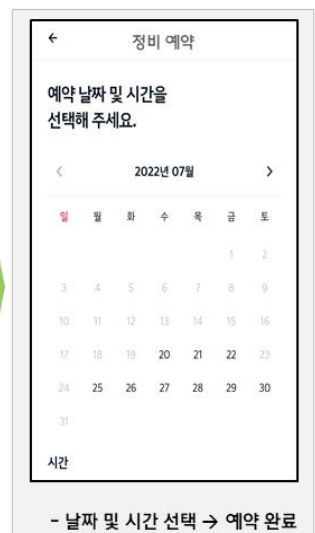 ← 정비 예약
예약 날짜 및 시간을
선택해 주세요.
< 2022년 07월 >
일 월 화 수 목 금 토
1 2
3 4 5 6 7 8 9
10 11 12 13 14 15 16
17 18 19 20 21 22 23
24 25 26 27 28 29 30
31
시간
- 날짜 및 시간 선택 → 예약 완료